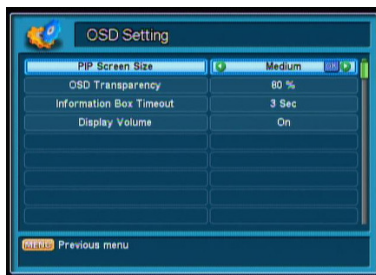 OSD Setting
PIP Screen Size Medium OK
OSD Transparency 80 %
Information Box Timeout 3 Sec
Display Volume On
MENU Previous menu